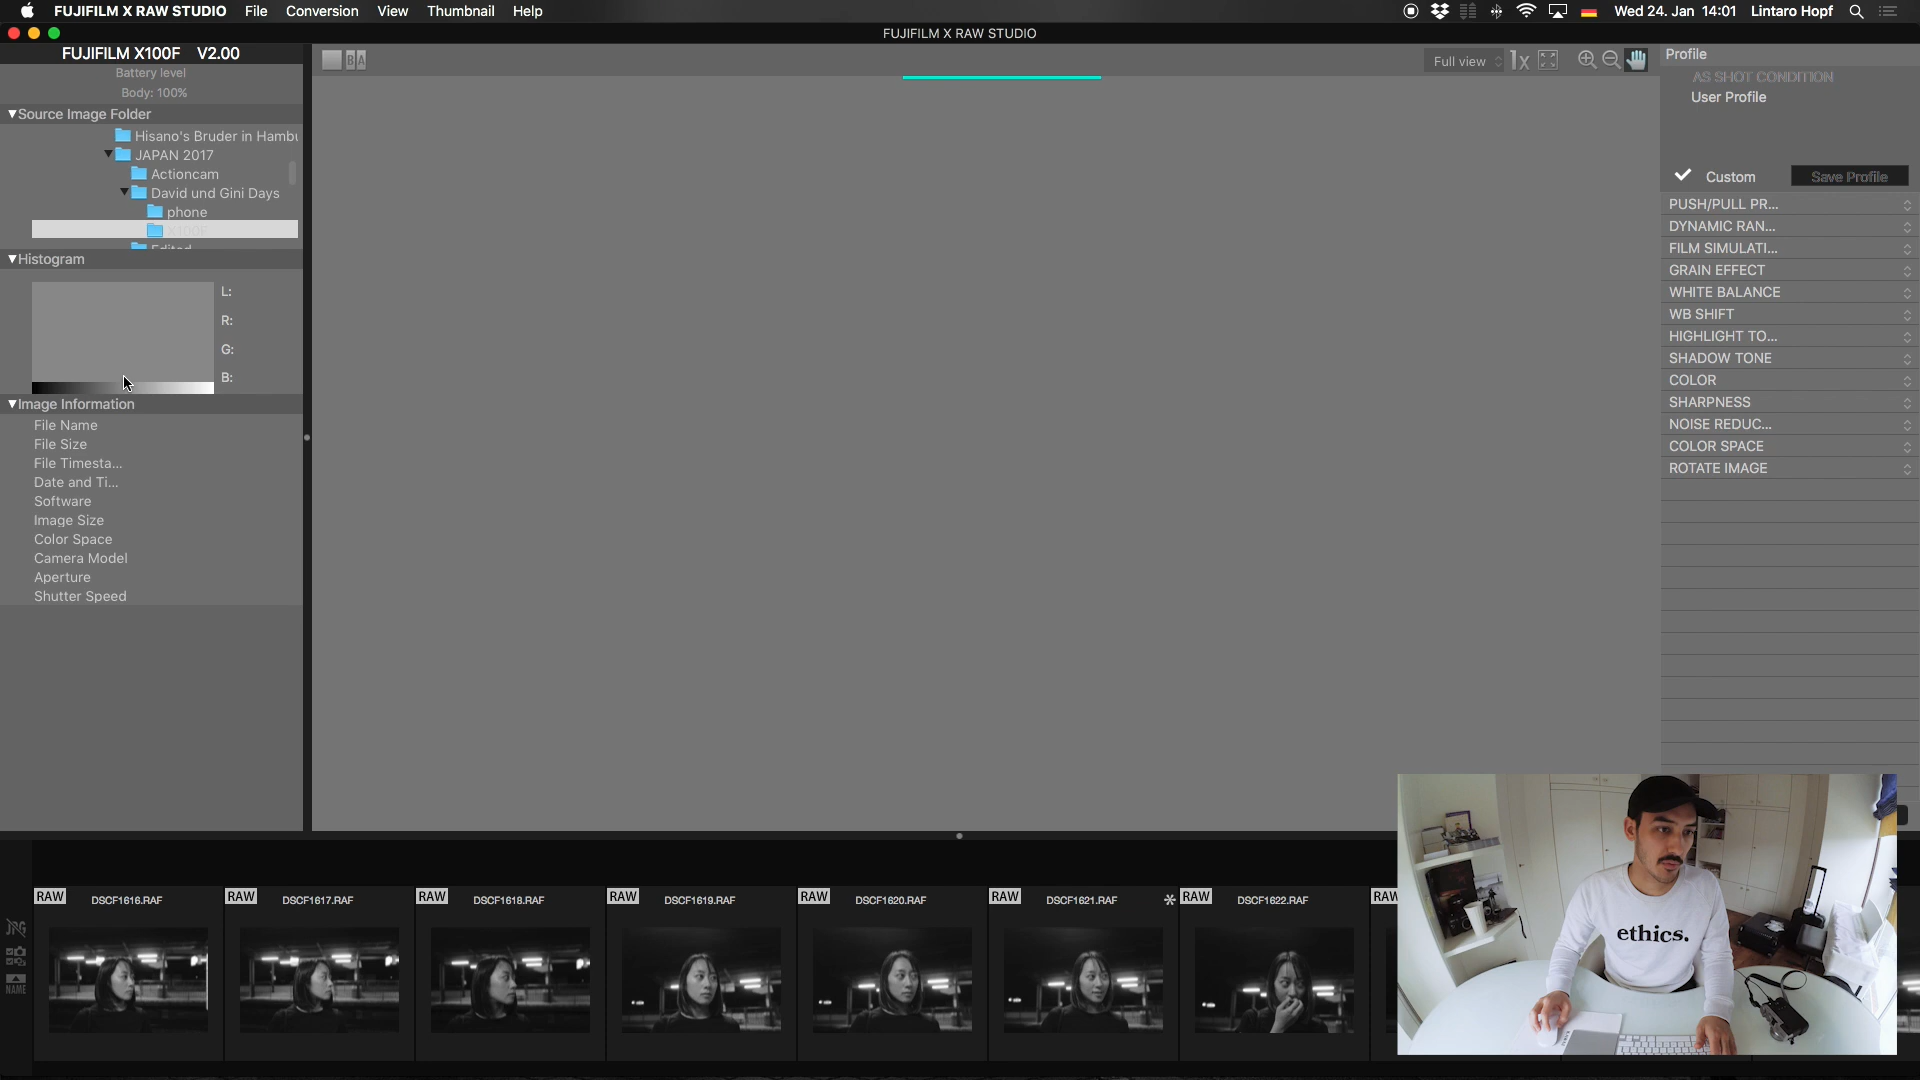 FUJIFILM X RAW STUDIO File Conversion View Thumbnail Help Wed 24. Jan 14:01 Lintaro Hopf
FUJIFILM X RAW STUDIO
FUJIFILM X100F V2.00
Battery level
Body: 100%
Source Image Folder
Hisano's Bruder in Hambu
JAPAN 2017
Actioncam
David und Gini Days
phone
X100F
Edited
Histogram
L:
R:
G:
B:
Image Information
File Name
File Size
File Timesta...
Date and Ti...
Software
Image Size
Color Space
Camera Model
Aperture
Shutter Speed
B A
Full view 1x
Profile
AS SHOT CONDITION
User Profile
Custom Save Profile
PUSH/PULL PR...
DYNAMIC RAN...
FILM SIMULATI...
GRAIN EFFECT
WHITE BALANCE
WB SHIFT
HIGHLIGHT TO...
SHADOW TONE
COLOR
SHARPNESS
NOISE REDUC...
COLOR SPACE
ROTATE IMAGE
RAW DSCF1616.RAF RAW DSCF1617.RAF RAW DSCF1618.RAF RAW DSCF1619.RAF RAW DSCF1620.RAF RAW DSCF1621.RAF RAW DSCF1622.RAF RAW
NAME
ethics.